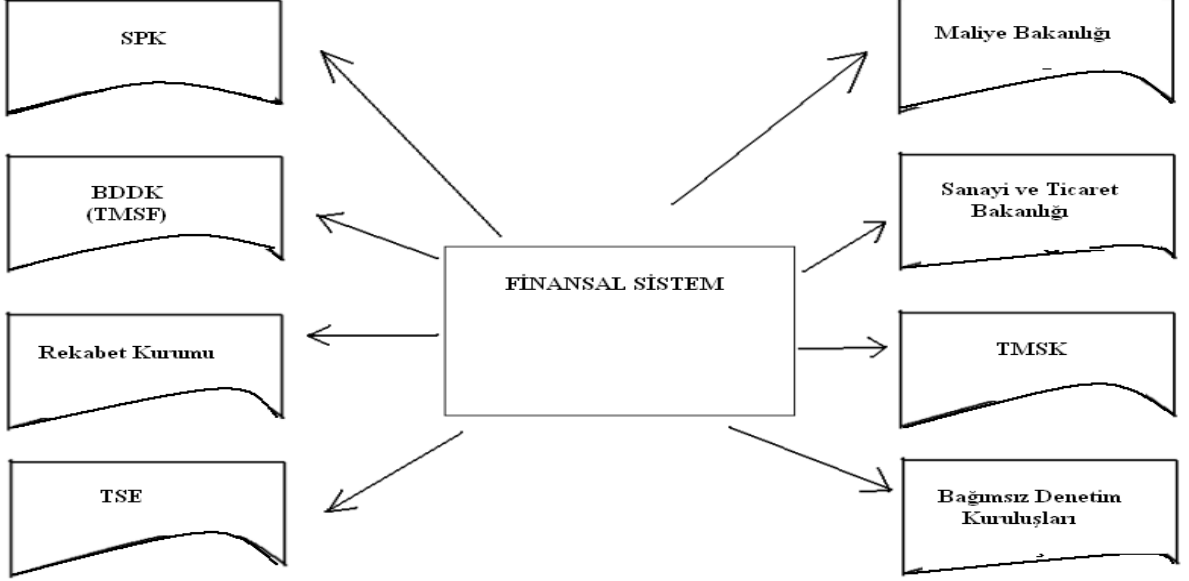 SPK
Maliye Bakanlığı
BDDK
(TMSF)
Sanayi ve Ticaret
Bakanlığı
FİNANSAL SİSTEM
Rekabet Kurumu
TMSK
TSE
Bağımsız Denetim
Kuruluşları